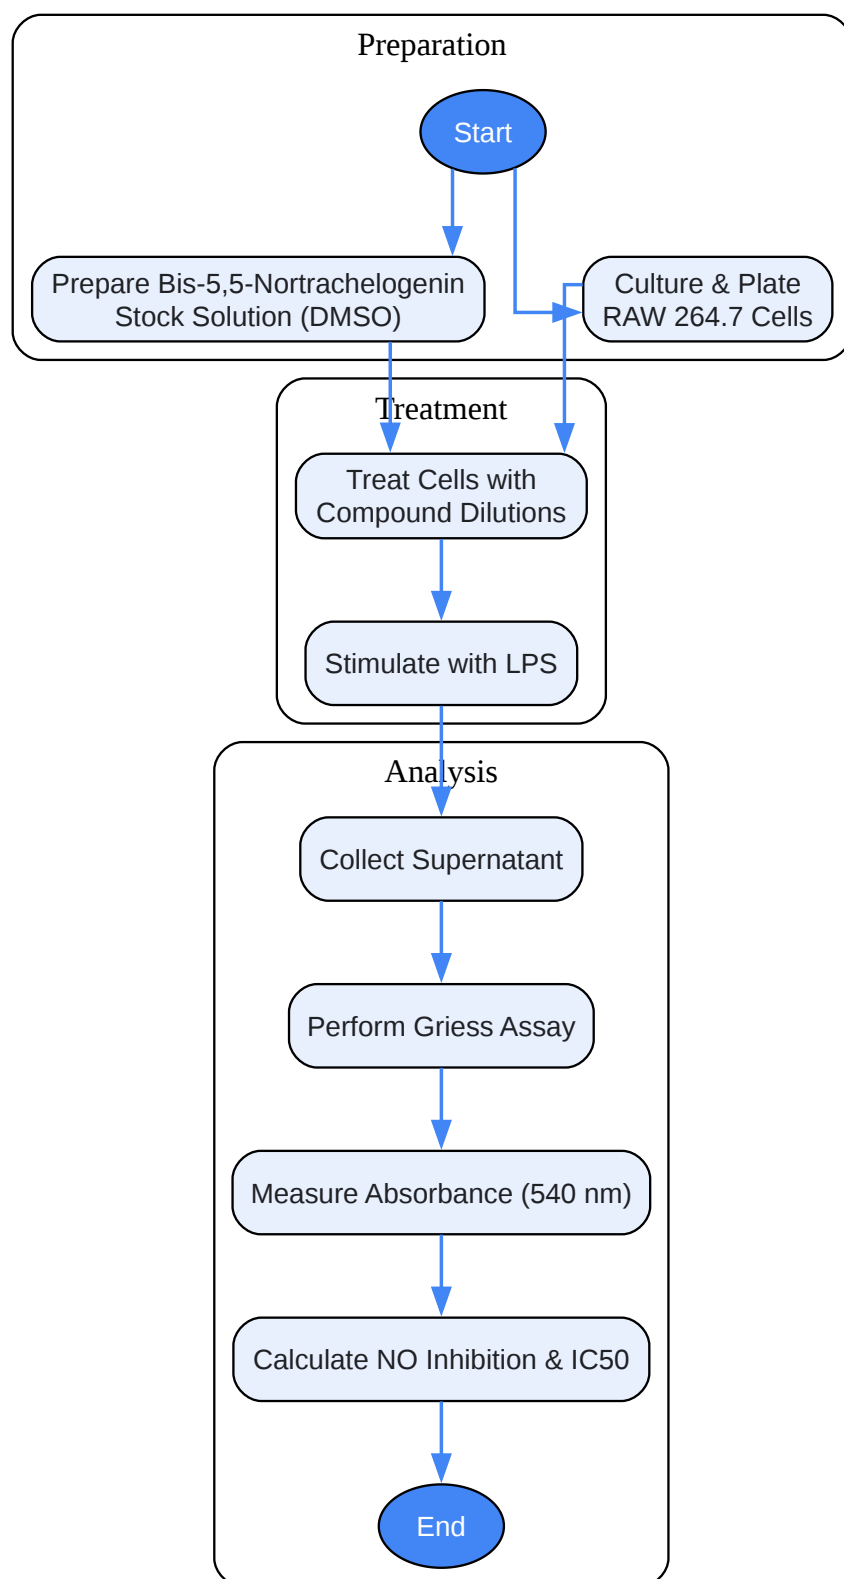 Preparation
Start
Prepare Bis-5,5-Nortrachelogenin
Stock Solution (DMSO)
Culture & Plate
RAW 264.7 Cells
Treatment
Treat Cells with
Compound Dilutions
Stimulate with LPS
Analysis
Collect Supernatant
Perform Griess Assay
Measure Absorbance (540 nm)
Calculate NO Inhibition & IC50
End